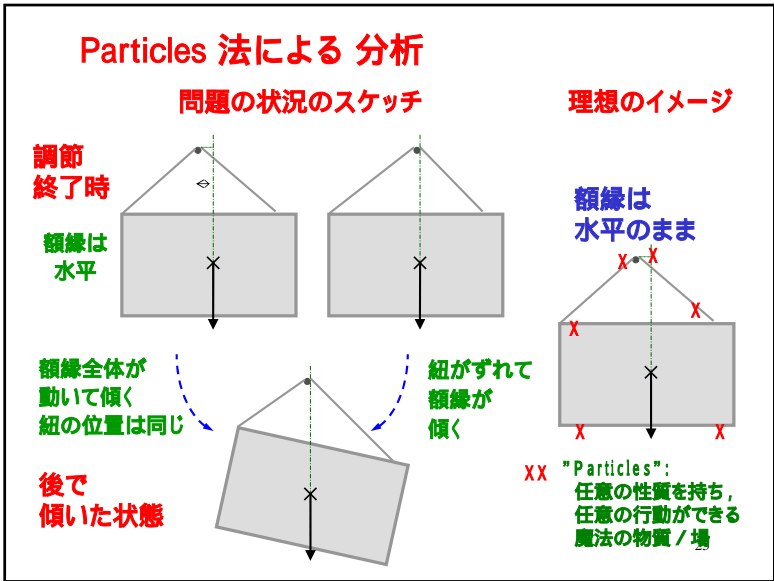 Particles 法による 分析
問題の状況のスケッチ
理想のイメージ
調節
終了時
額縁は
水平
額縁は
水平のまま
X
X
X
X
X
X
額縁全体が
動いて傾く
紐の位置は同じ
紐がずれて
額縁が
傾く
後で
傾いた状態
XX "Particles":
任意の性質を持ち,
任意の行動ができる
魔法の物質 / 場